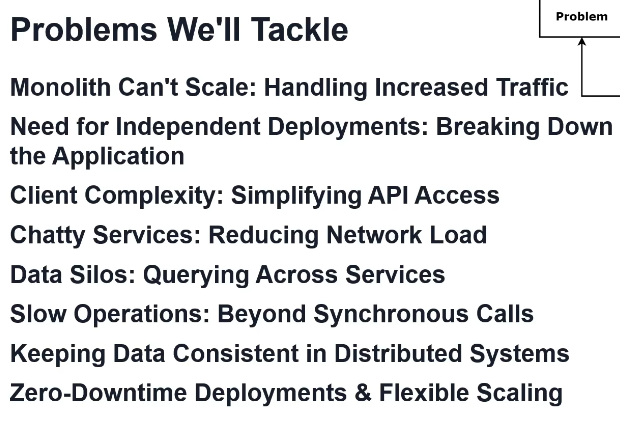 Problems We'll Tackle
Problem
Monolith Can't Scale: Handling Increased Traffic
Need for Independent Deployments: Breaking Down
the Application
Client Complexity: Simplifying API Access
Chatty Services: Reducing Network Load
Data Silos: Querying Across Services
Slow Operations: Beyond Synchronous Calls
Keeping Data Consistent in Distributed Systems
Zero-Downtime Deployments & Flexible Scaling